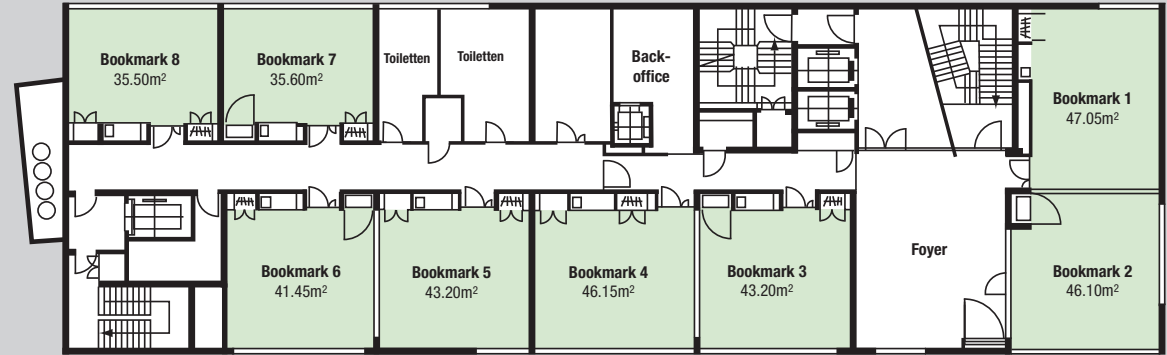 Bookmark 8
35.50m²
Bookmark 7
35.60m²
Toiletten
Toiletten
Back-
office
Bookmark 1
47.05m²
Bookmark 6
41.45m²
Bookmark 5
43.20m²
Bookmark 4
46.15m²
Bookmark 3
43.20m²
Foyer
Bookmark 2
46.10m²